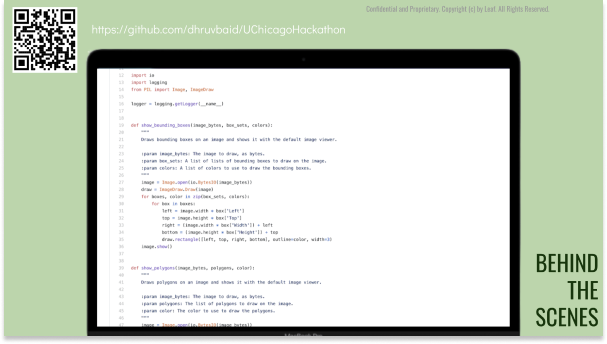 Confidential and Proprietary. Copyright (c) by Leaf. All Rights Reserved.
https://github.com/dhruvbaid/UChicagoHackathon
12 import io
13 import logging
14 from PIL import Image, ImageDraw
15
16 logger = logging.getLogger(__name__)
17
18
19 def show_bounding_boxes(image_bytes, box_sets, colors):
20 """
21 Draws bounding boxes on an image and shows it with the default image viewer.
22
23 :param image_bytes: The image to draw, as bytes.
24 :param box_sets: A list of lists of bounding boxes to draw on the image.
25 :param colors: A list of colors to use to draw the bounding boxes.
26 """
27 image = Image.open(io.BytesIO(image_bytes))
28 draw = ImageDraw.Draw(image)
29 for boxes, color in zip(box_sets, colors):
30 for box in boxes:
31 left = image.width * box['Left']
32 top = image.height * box['Top']
33 right = (image.width * box['Width']) + left
34 bottom = (image.height * box['Height']) + top
35 draw.rectangle([left, top, right, bottom], outline=color, width=3)
36 image.show()
37
38
39 def show_polygons(image_bytes, polygons, color):
40 """
41 Draws polygons on an image and shows it with the default image viewer.
42
43 :param image_bytes: The image to draw, as bytes.
44 :param polygons: The list of polygons to draw on the image.
45 :param color: The color to use to draw the polygons.
46 """
47 image = Image.open(io.BytesIO(image_bytes))
BEHIND
THE
SCENES